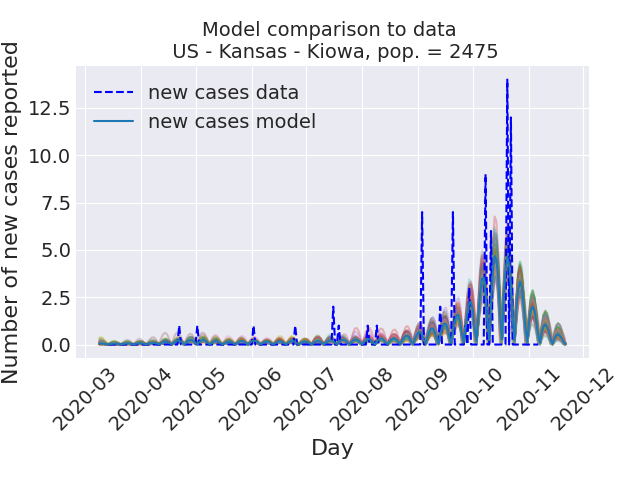 Model comparison to data
US - Kansas - Kiowa, pop. = 2475
Number of new cases reported
12.5
10.0
7.5
5.0
2.5
0.0
new cases data
new cases model
2020-03
2020-04
2020-05
2020-06
2020-07
2020-08
2020-09
2020-10
2020-11
2020-12
Day